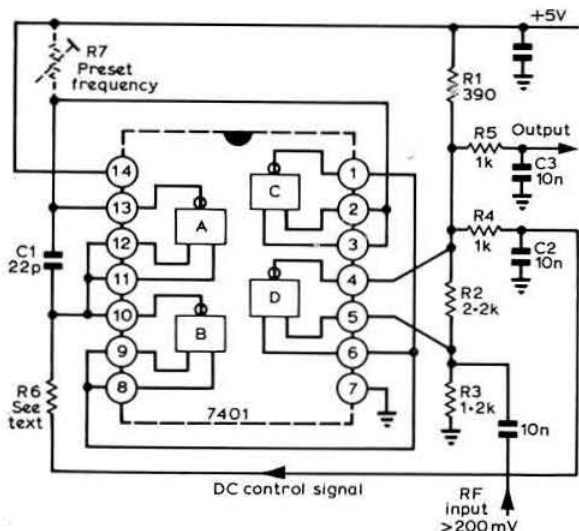 +5V
R7
Preset
frequency
R1
390
R5
1k
Output
C3
10n
R4
1k
C2
10n
14
13
12
11
10
9
8
A
B
C
D
1
2
3
4
5
6
7
7401
C1
22p
R2
2·2k
R6
See
text
R3
1·2k
10n
DC control signal
RF
input
>200mV